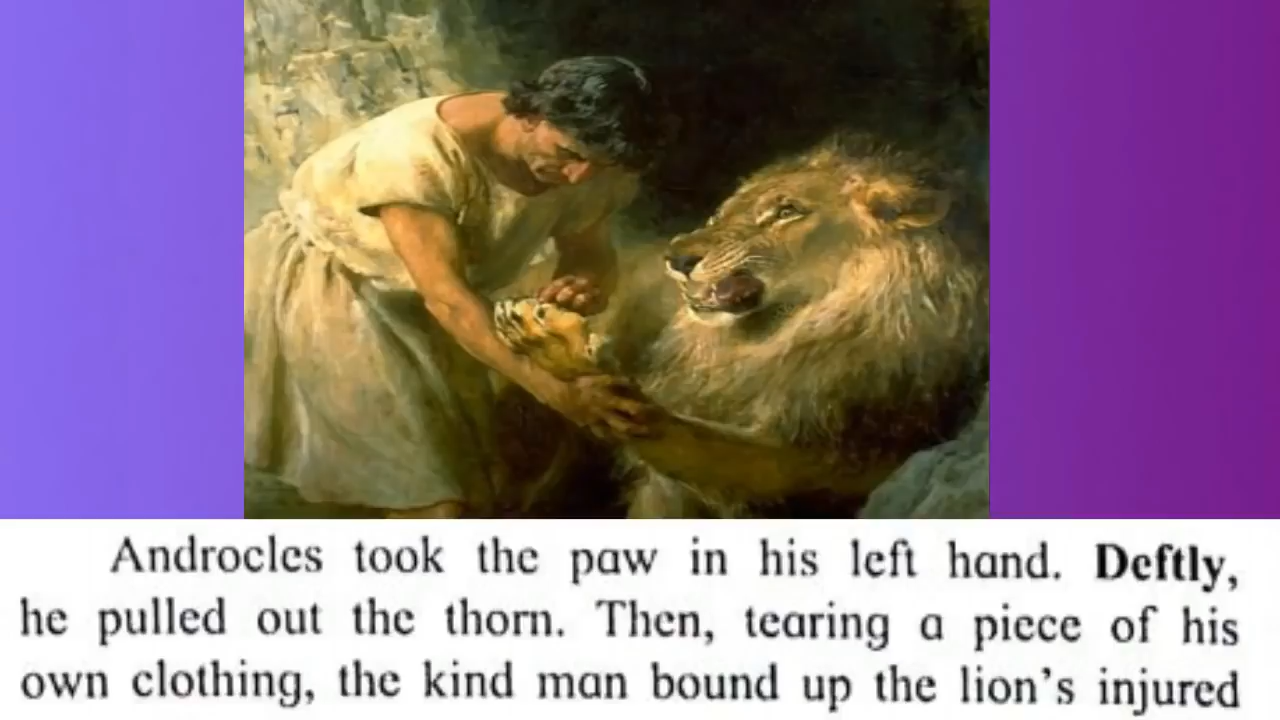 Androcles took the paw in his left hand. Deftly,
he pulled out the thorn. Then, tearing a piece of his
own clothing, the kind man bound up the lion's injured